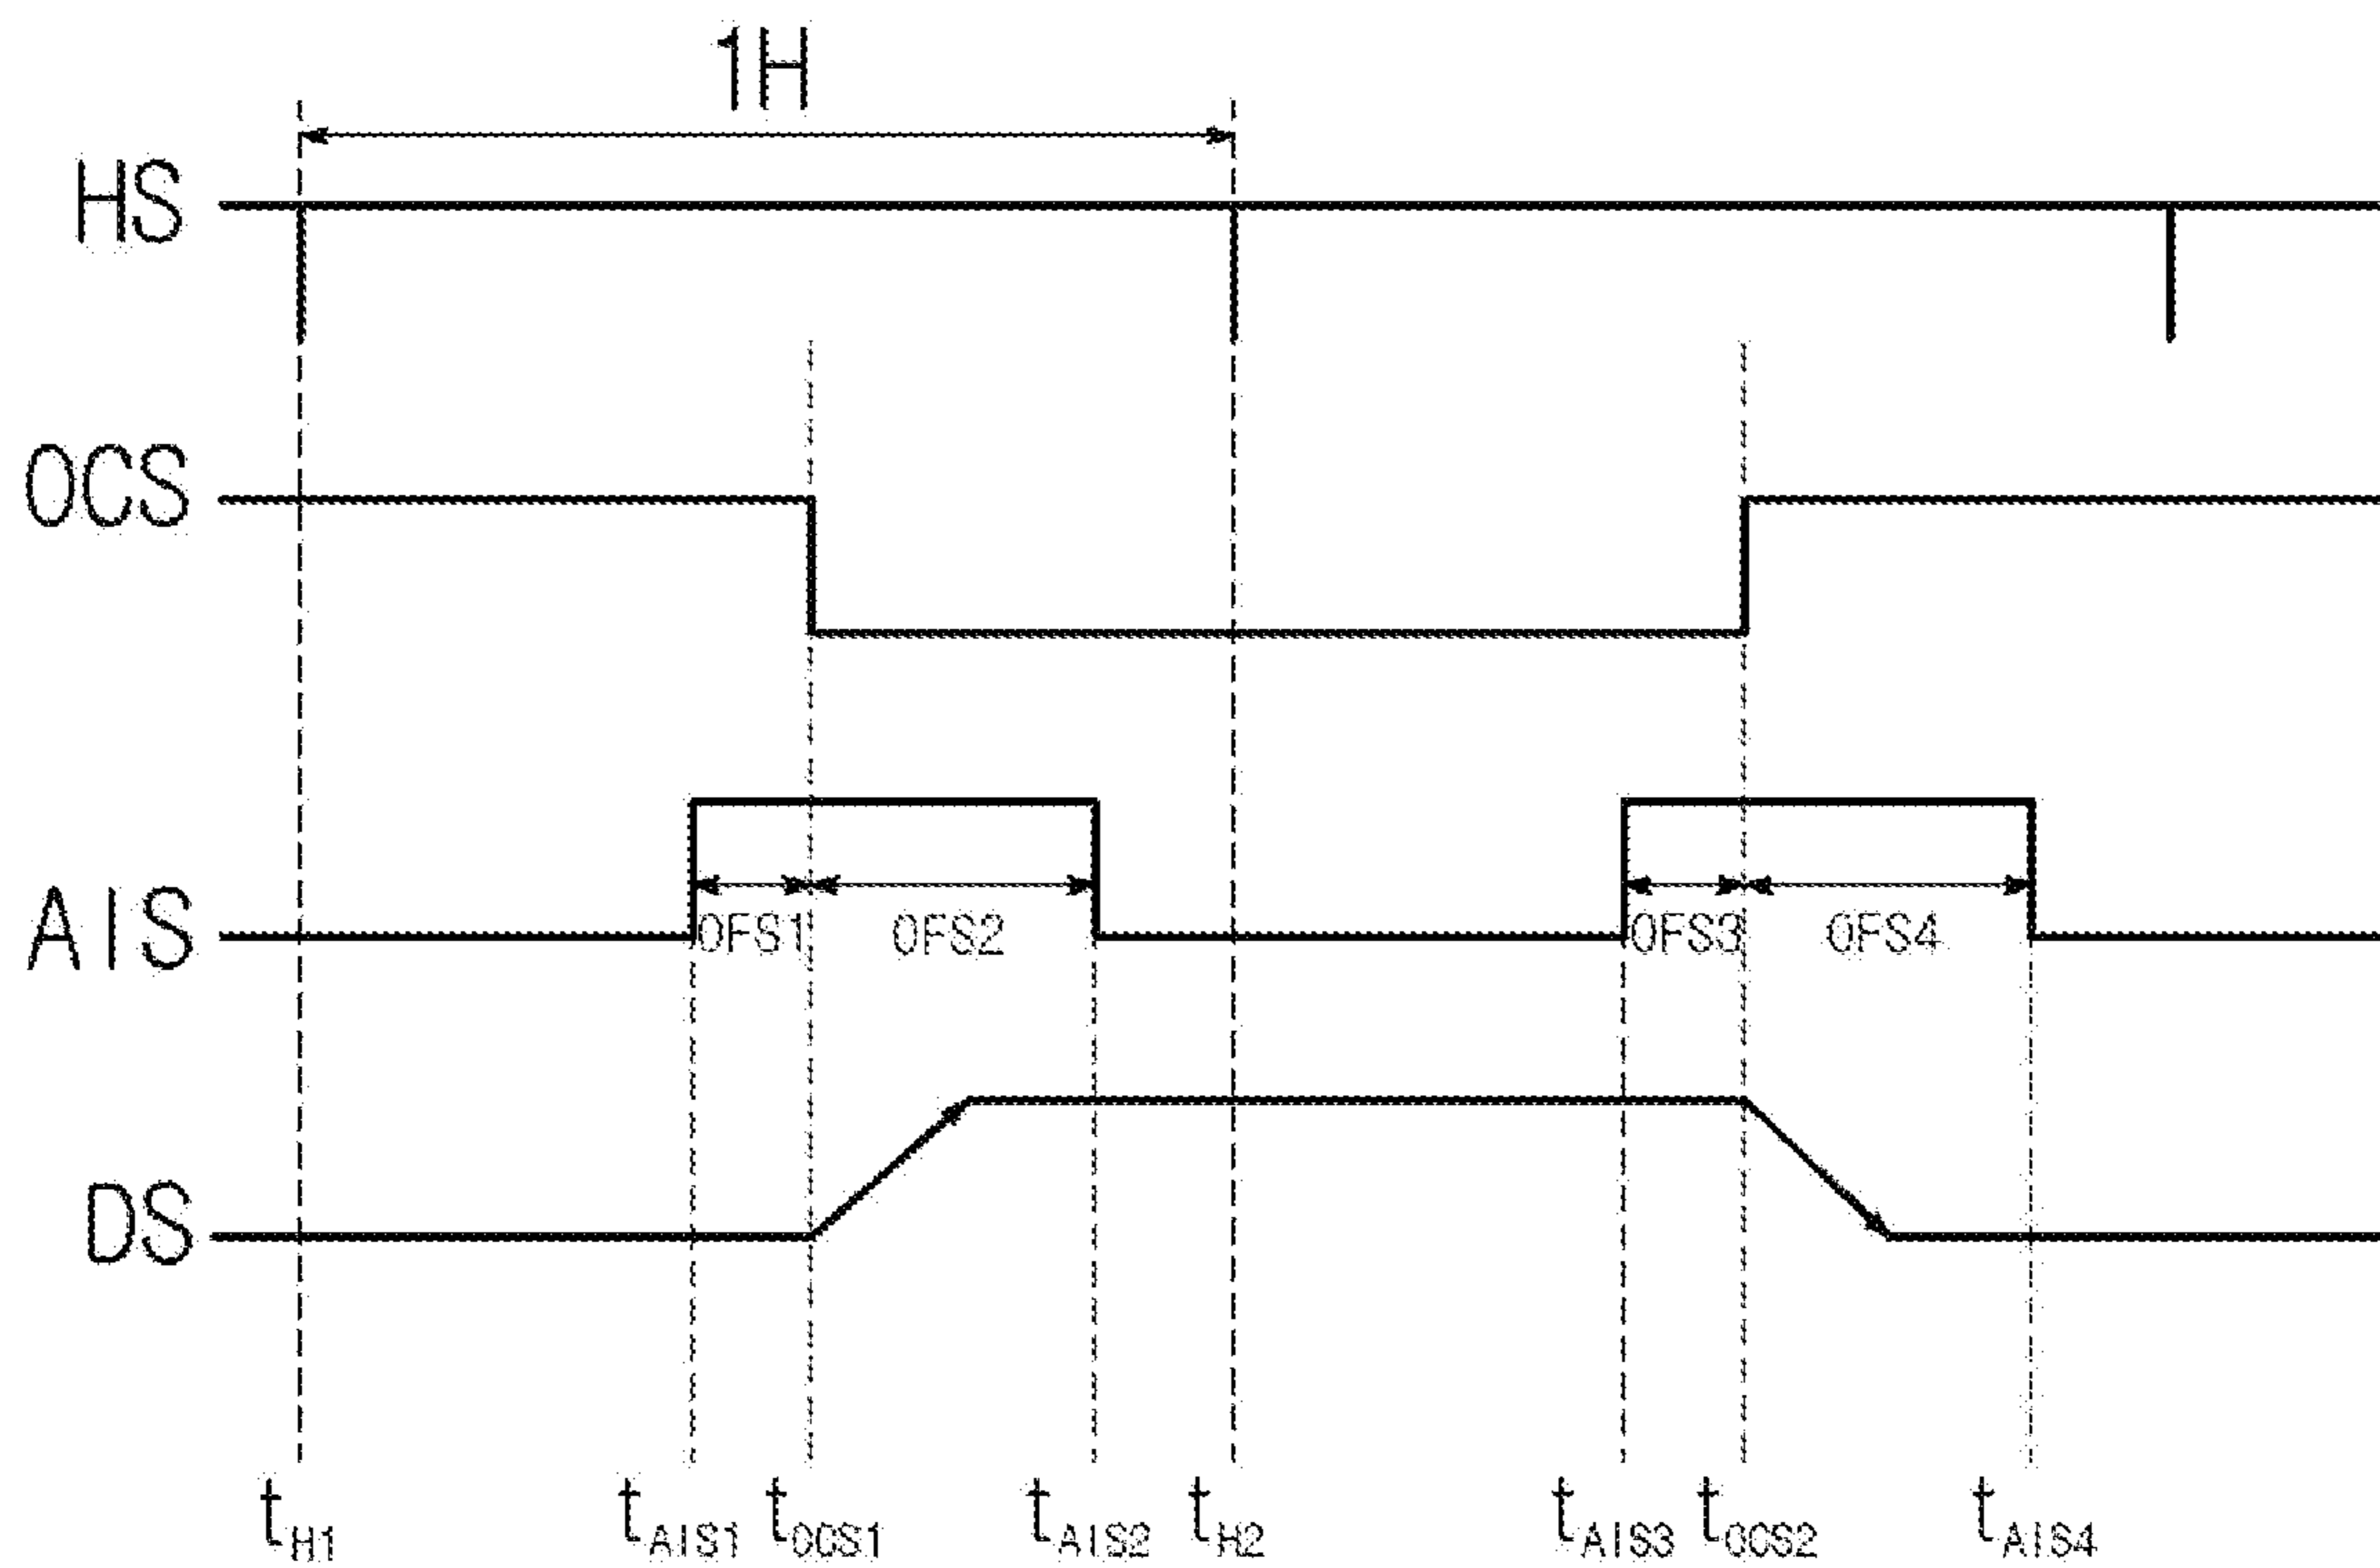 1H
HS
OCS
AIS
OFS1 OFS2 OFS3 OFS4
DS
tH1 tAIS1 tOCS1 tAIS2 tH2 tAIS3 tOCS2 tAIS4